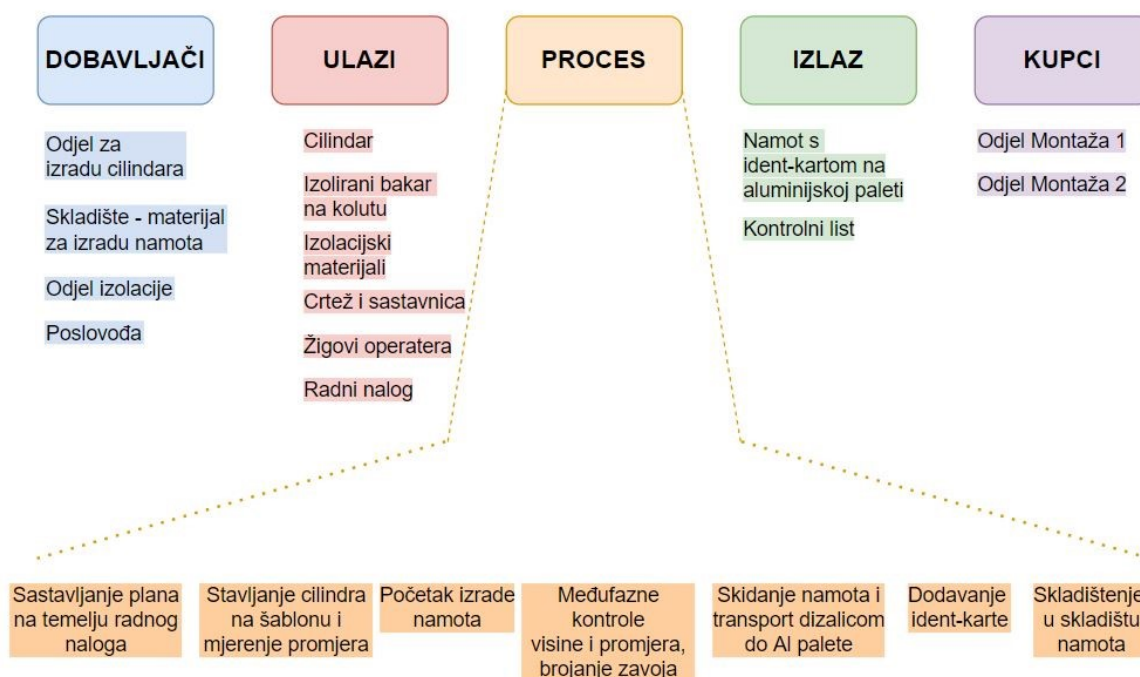 DOBAVLJAČI
ULAZI
PROCES
IZLAZ
KUPCI
Odjel za
izradu cilindara
Skladište - materijal
za izradu namota
Odjel izolacije
Poslovođa
Cilindar
Izolirani bakar
na kolutu
Izolacijski
materijali
Crtež i sastavnica
Žigovi operatera
Radni nalog
Namot s
ident-kartom na
aluminijskoj paleti
Kontrolni list
Odjel Montaža 1
Odjel Montaža 2
Sastavljanje plana
na temelju radnog
naloga
Stavljanje cilindra
na šablonu i
mjerenje promjera
Početak izrade
namota
Međufazne
kontrole
visine i promjera,
brojanje zavoja
Skidanje namota i
transport dizalicom
do Al palete
Dodavanje
ident-karte
Skladištenje
u skladištu
namota